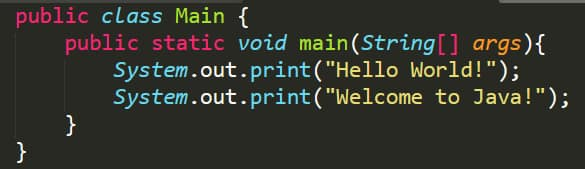 public class Main {
    public static void main(String[] args){
        System.out.print("Hello World!");
        System.out.print("Welcome to Java!");
    }
}